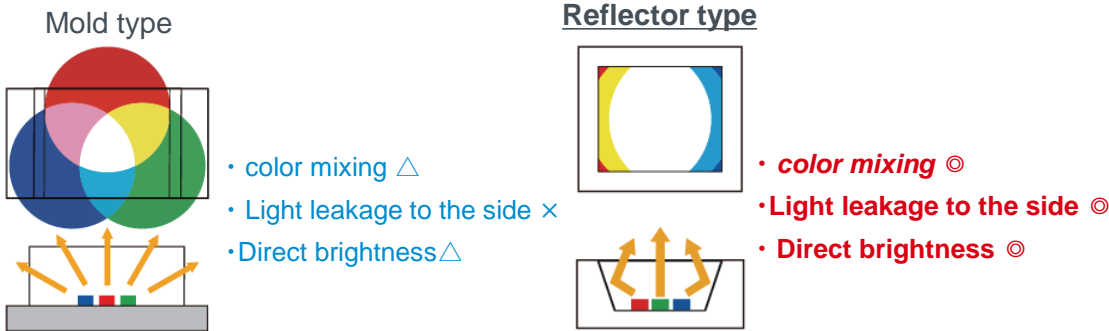 Mold type
・color mixing △
・Light leakage to the side ×
・Direct brightness△
Reflector type
・color mixing ◎
・Light leakage to the side ◎
・Direct brightness ◎